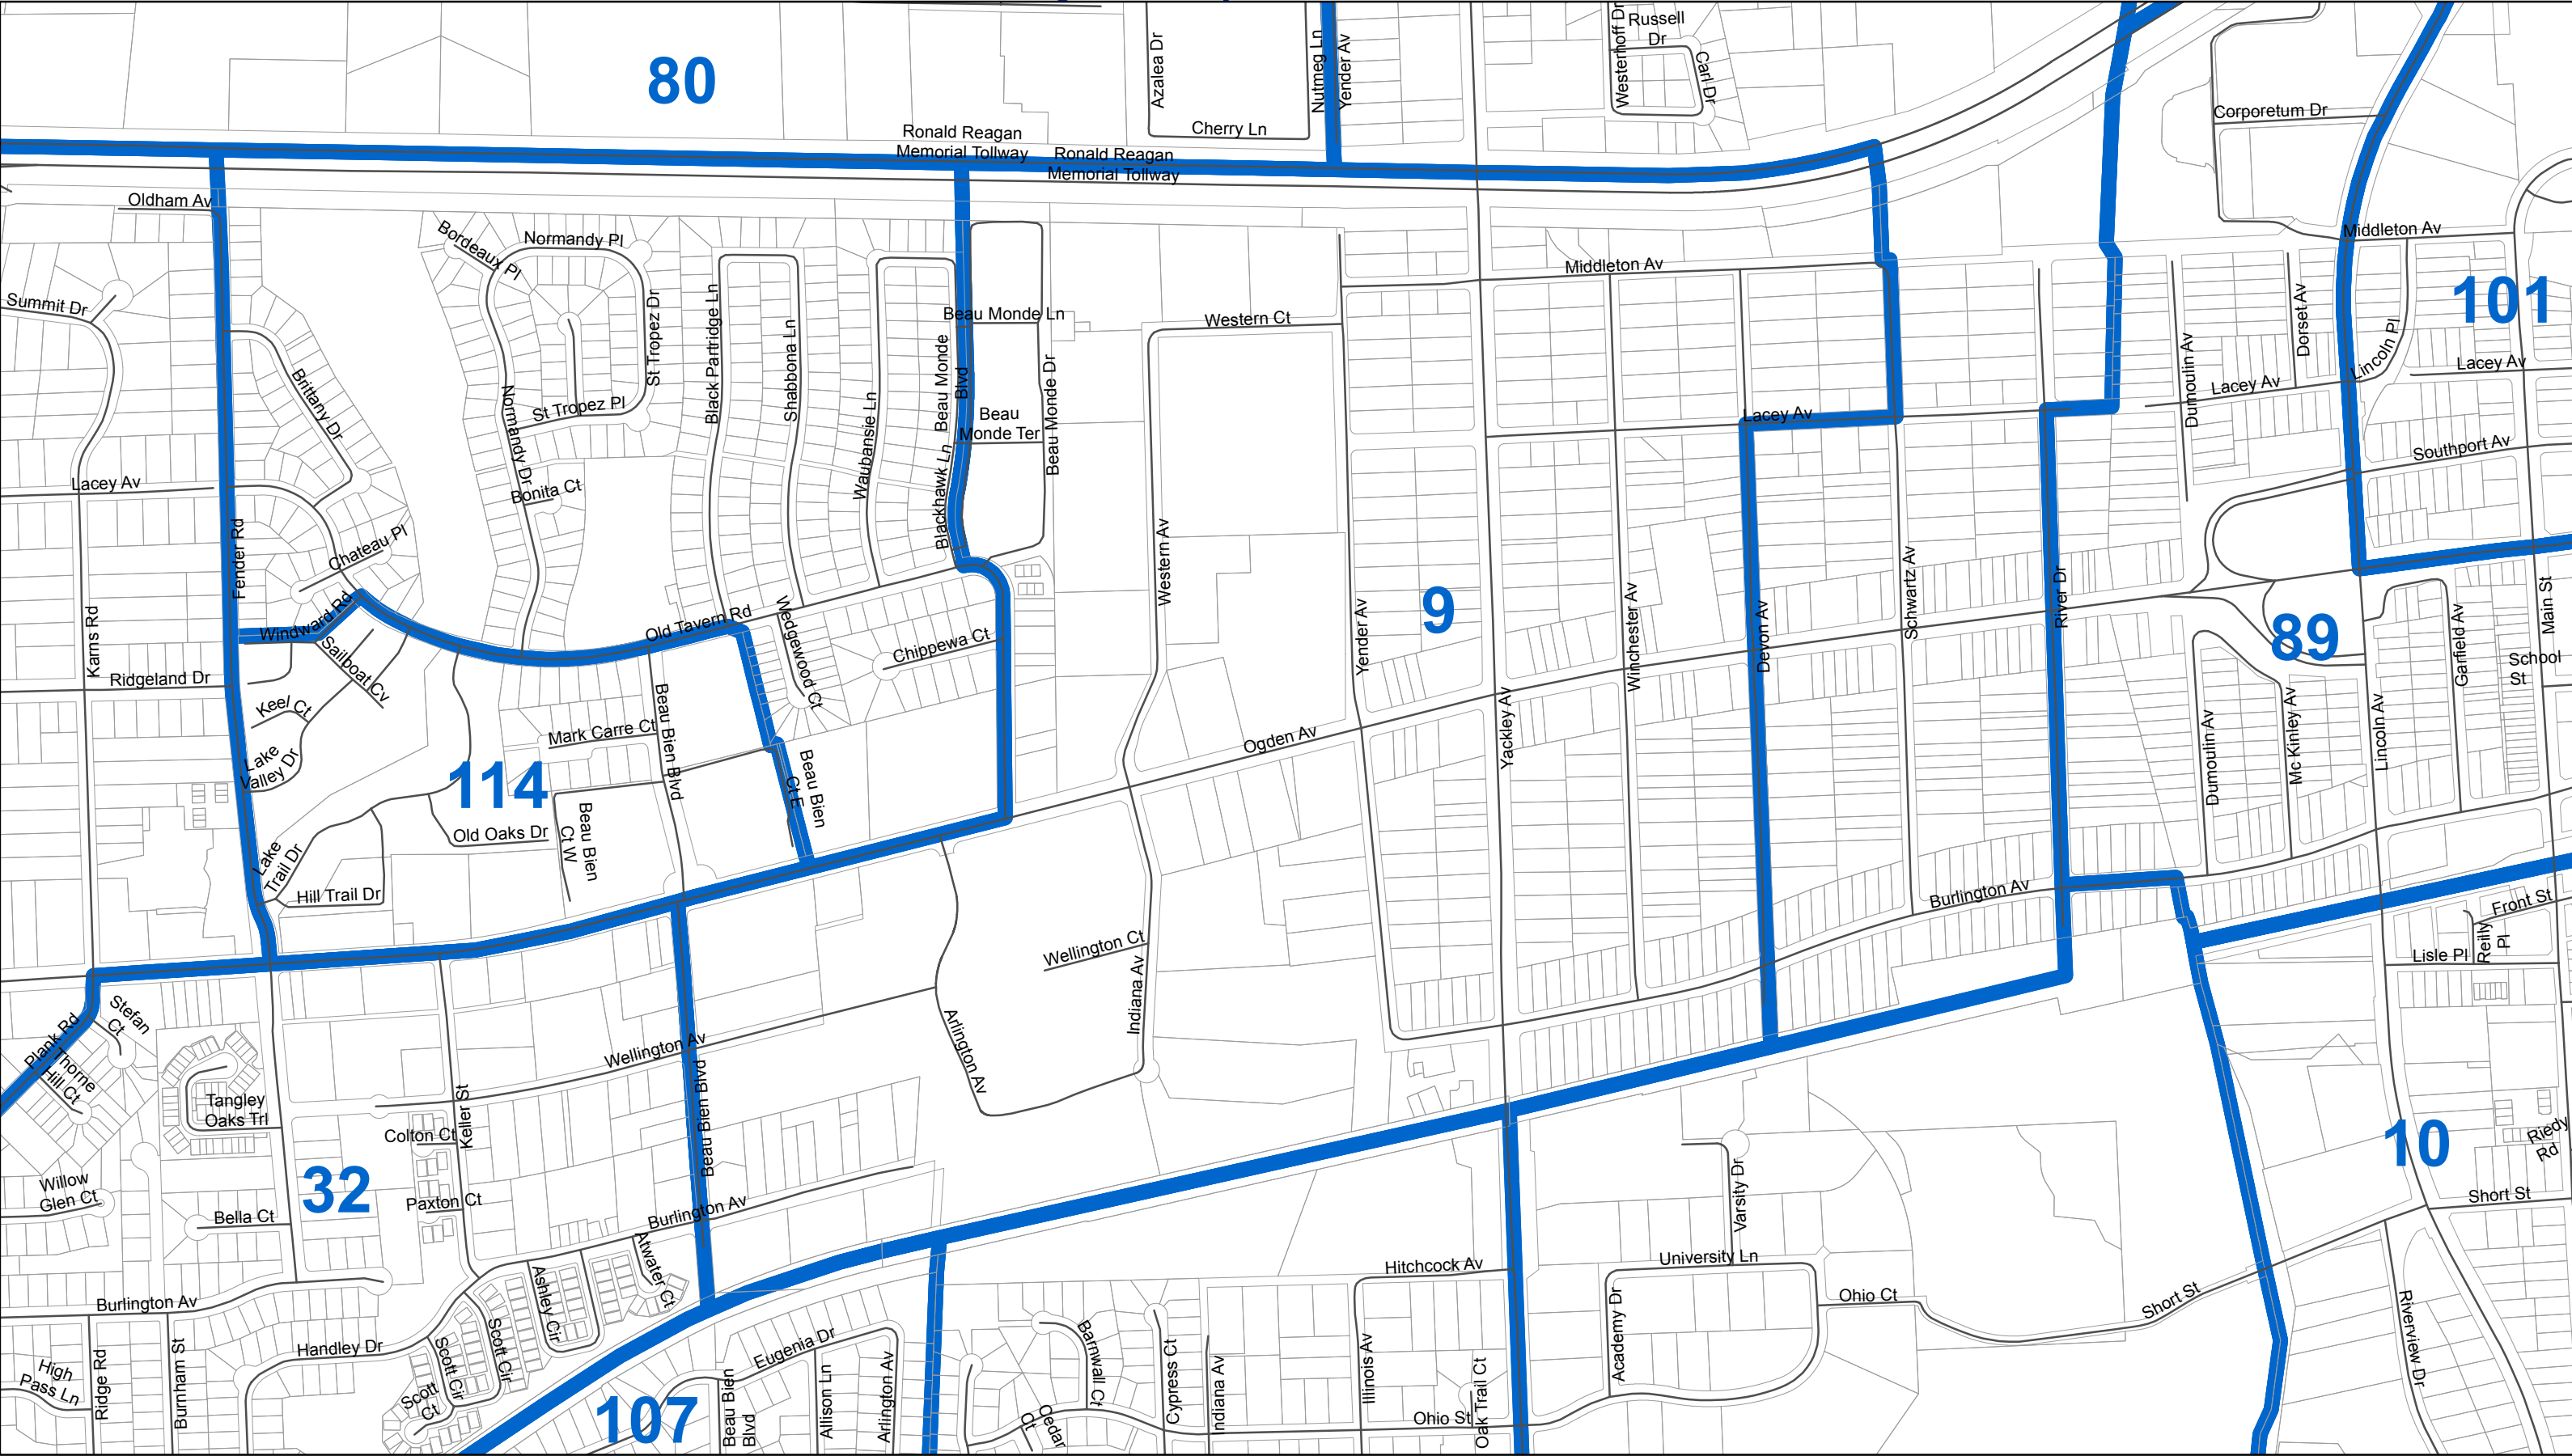 80
Azalea Dr
Cherry Ln
Nutmeg Ln
Yender Av
Westerhoff Dr
Russell
Dr
Carl Dr
Corporetum Dr
Ronald Reagan
Memorial Tollway
Ronald Reagan
Memorial Tollway
Oldham Av
Bordeaux Pl
Normandy Pl
Middleton Av
Middleton Av
Summit Dr
St Tropez Dr
Black Partridge Ln
Shabbona Ln
Beau Monde Ln
Western Ct
101
Brittany Dr
Normandy Dr
St Tropez Pl
Waubansie Ln
Beau Monde
Blvd
Beau
Monde Ter
Beau Monde Dr
Dumoulin Av
Dorset Av
Lincoln Pl
Lacey Av
Lacey Av
Lacey Av
Lacey Av
Southport Av
Bonita Ct
Blackhawk Ln
Fender Rd
Chateau Pl
Western Av
Karns Rd
Windward Rd
Sailboat Cv
Old Tavern Rd
Wedgewood Ct
Chippewa Ct
Yender Av
9
Winchester Av
Devon Av
Schwartz Av
River Dr
89
Garfield Av
Main St
School
St
Ridgeland Dr
Keel Ct
Lake
Valley Dr
Mark Carre Ct
Beau Bien Blvd
Ogden Av
Yackley Av
Dumoulin Av
Mc Kinley Av
Lincoln Av
114
Beau Bien
Ct E
Old Oaks Dr
Beau Bien
Ct W
Lake
Trail Dr
Hill Trail Dr
Burlington Av
Front St
Reilly
Pl
Lisle Pl
Wellington Ct
Indiana Av
Stefan
Ct
Plank Rd
Thorne
Hill Ct
Wellington Av
Arlington Av
Tangley
Oaks Trl
Keller St
Colton Ct
Beau Bien Blvd
10
Riedy
Rd
Willow
Glen Ct
32
Paxton Ct
Bella Ct
Burlington Av
Varsity Dr
Short St
Atwater Ct
Hitchcock Av
University Ln
Burlington Av
Ashley Cir
Ohio Ct
Short St
Academy Dr
Riverview Dr
Handley Dr
Scott Cir
Scott Cir
Eugenia Dr
Barnwall Ct
Cypress Ct
Indiana Av
Illinois Av
High
Pass Ln
Ridge Rd
Burnham St
Scott
Ct
107
Beau Bien
Blvd
Allison Ln
Arlington Av
Cedar
Ct
Ohio St
Oak Trail Ct